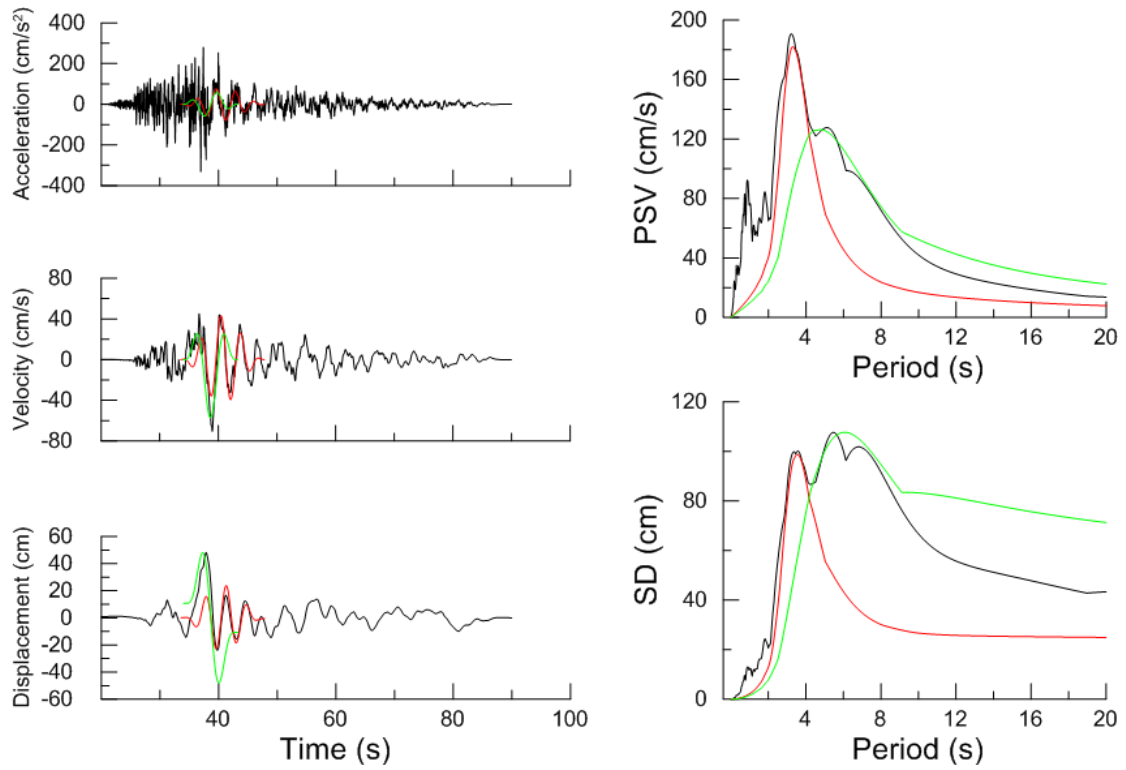 400
200
0
-200
-400
Acceleration (cm/s²)
80
40
0
-40
-80
Velocity (cm/s)
60
40
20
0
-20
-40
-60
Displacement (cm)
40 60 80 100
Time (s)
200
160
120
80
40
0
PSV (cm/s)
4 8 12 16 20
Period (s)
120
80
40
0
SD (cm)
4 8 12 16 20
Period (s)